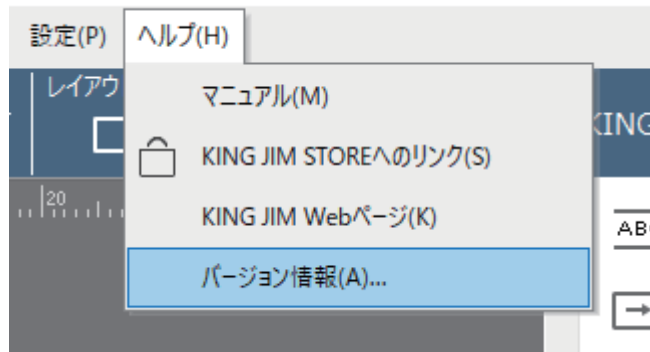 設定(P) ヘルプ(H)
レイアウ
マニュアル(M)
KING JIM STOREへのリンク(S)
KING JIM Webページ(K)
バージョン情報(A)...
20
KING
ABC